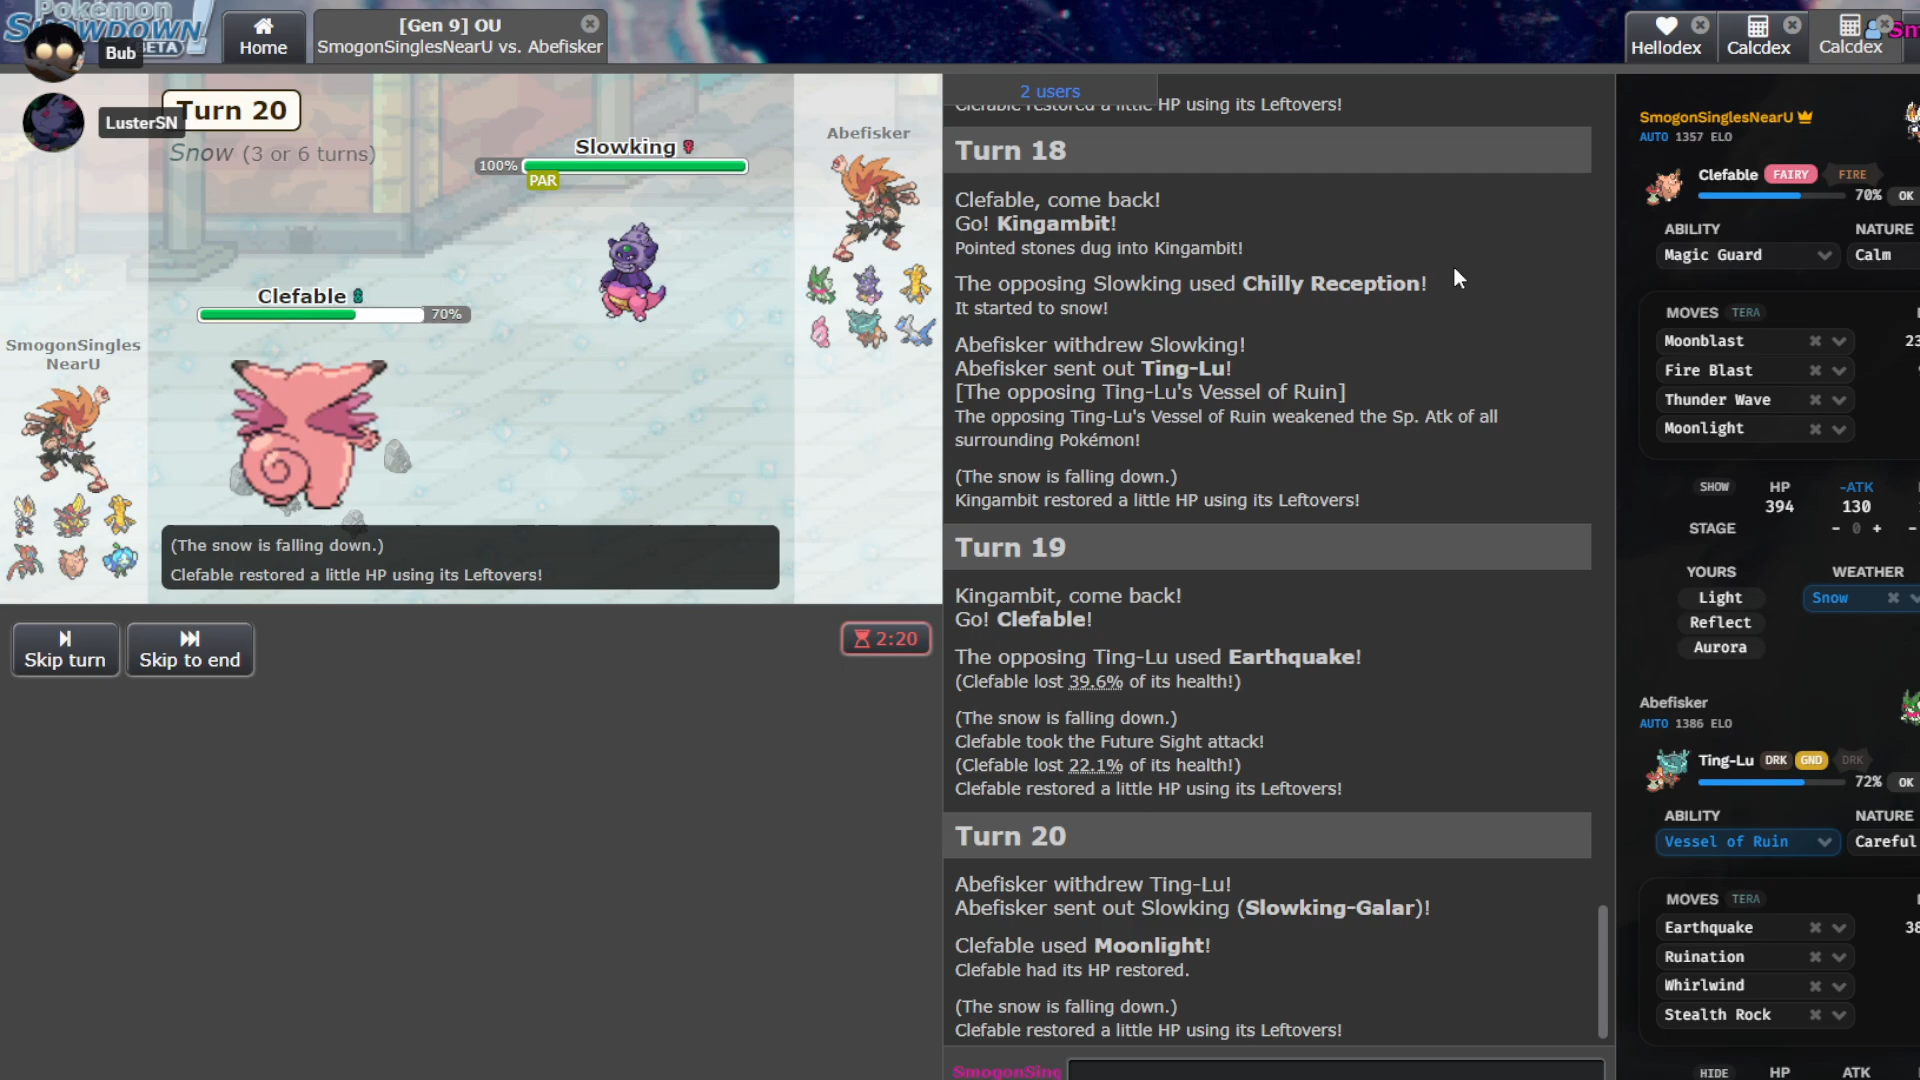 Pokémon
SHOWDOWN
BETA
Home
[Gen 9] OU
SmogonSinglesNearU vs. Abefisker
Hellodex
Calcdex
Calcdex
Sm
Bub
LusterSN
Turn 20
Snow (3 or 6 turns)
Slowking
100%
PAR
Abefisker
Clefable
70%
SmogonSingles
NearU
(The snow is falling down.)
Clefable restored a little HP using its Leftovers!
Skip turn
Skip to end
2:20
2 users
Clefable restored a little HP using its Leftovers!
Turn 18
Clefable, come back!
Go! Kingambit!
Pointed stones dug into Kingambit!
The opposing Slowking used Chilly Reception!
It started to snow!
Abefisker withdrew Slowking!
Abefisker sent out Ting-Lu!
[The opposing Ting-Lu's Vessel of Ruin]
The opposing Ting-Lu's Vessel of Ruin weakened the Sp. Atk of all
surrounding Pokémon!
(The snow is falling down.)
Kingambit restored a little HP using its Leftovers!
Turn 19
Kingambit, come back!
Go! Clefable!
The opposing Ting-Lu used Earthquake!
(Clefable lost 39.6% of its health!)
(The snow is falling down.)
Clefable took the Future Sight attack!
(Clefable lost 22.1% of its health!)
Clefable restored a little HP using its Leftovers!
Turn 20
Abefisker withdrew Ting-Lu!
Abefisker sent out Slowking (Slowking-Galar)!
Clefable used Moonlight!
Clefable had its HP restored.
(The snow is falling down.)
Clefable restored a little HP using its Leftovers!
SmogonSing
SmogonSinglesNearU
AUTO 1357 ELO
Clefable FAIRY FIRE
70% OK
ABILITY NATURE
Magic Guard Calm
MOVES TERA
Moonblast 23
Fire Blast
Thunder Wave
Moonlight
SHOW HP -ATK
394 130
STAGE - 0 + -
YOURS WEATHER
Light Snow
Reflect
Aurora
Abefisker
AUTO 1386 ELO
Ting-Lu DRK GND DRK
72% OK
ABILITY NATURE
Vessel of Ruin Careful
MOVES TERA
Earthquake 38
Ruination
Whirlwind
Stealth Rock
HIDE HP ATK